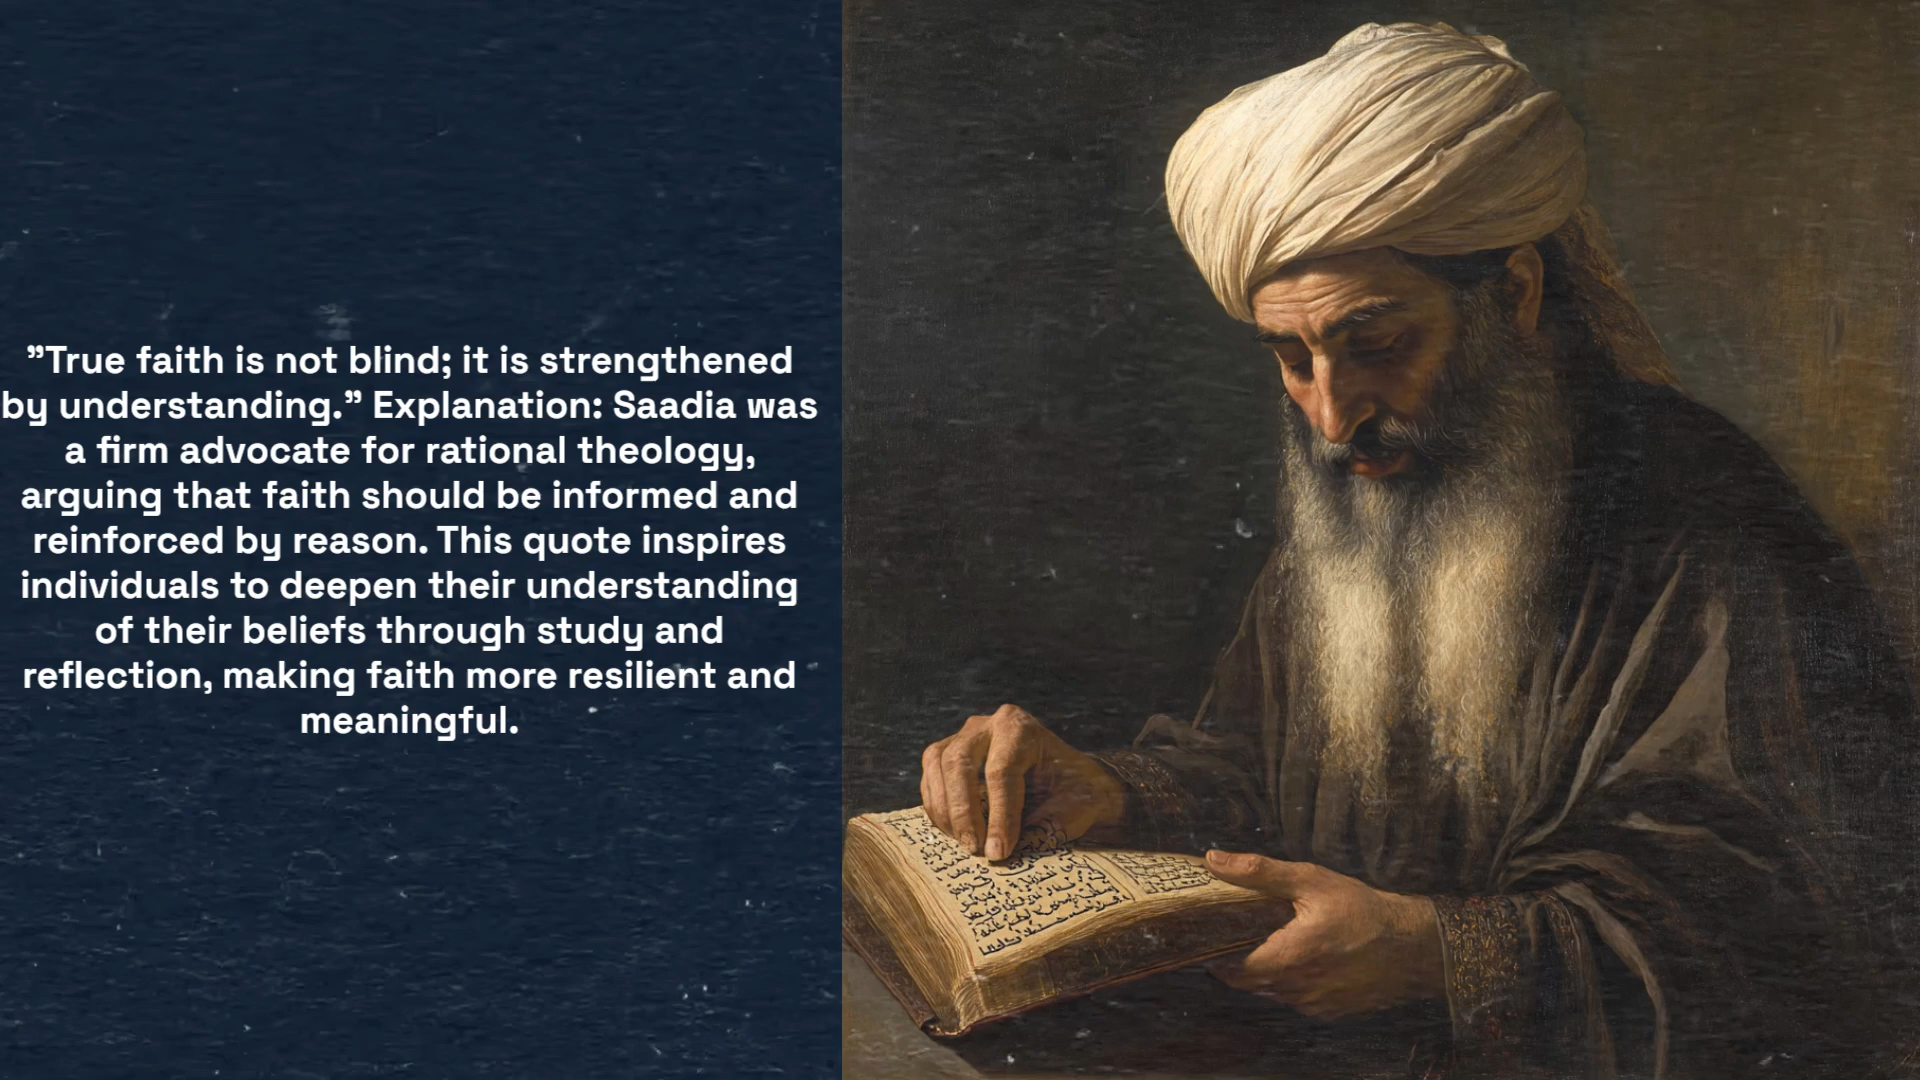 ”True faith is not blind; it is strengthened
by understanding.” Explanation: Saadia was
a firm advocate for rational theology,
arguing that faith should be informed and
reinforced by reason. This quote inspires
individuals to deepen their understanding
of their beliefs through study and
reflection, making faith more resilient and
meaningful.